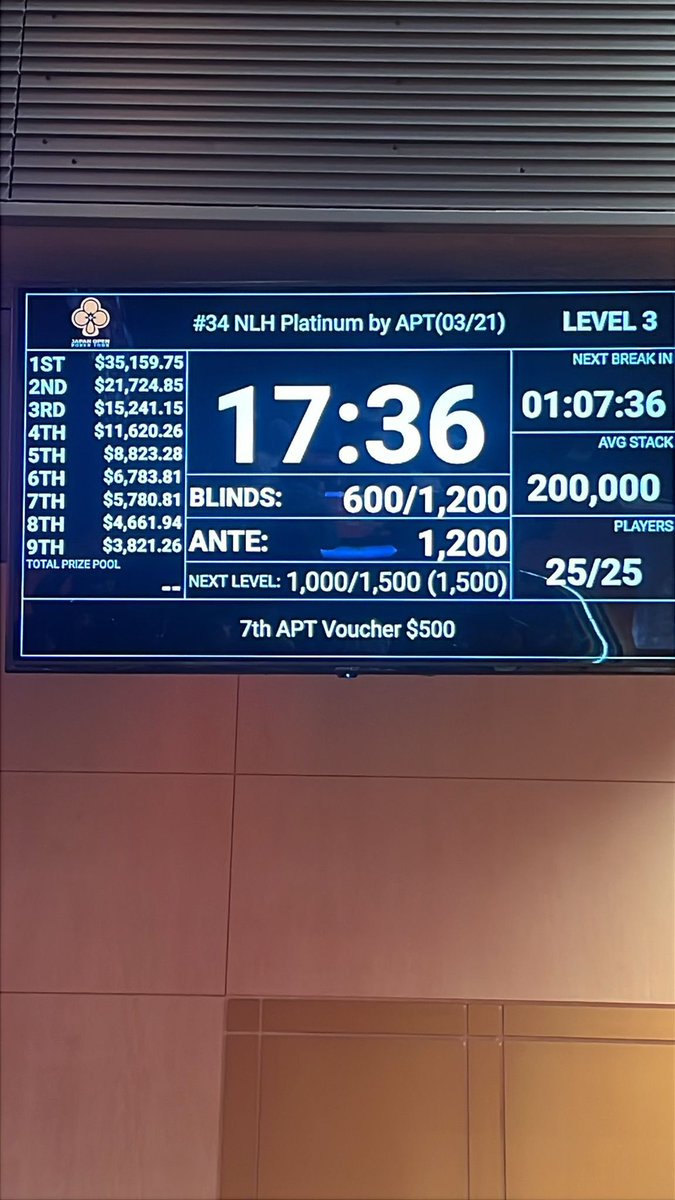 JAPAN OPEN
POKER TOUR
#34 NLH Platinum by APT(03/21)
LEVEL 3
1ST $35,159.75
2ND $21,724.85
3RD $15,241.15
4TH $11,620.26
5TH $8,823.28
6TH $6,783.81
7TH $5,780.81
8TH $4,661.94
9TH $3,821.26
TOTAL PRIZE POOL
--
17:36
BLINDS: 600/1,200
ANTE: 1,200
NEXT LEVEL: 1,000/1,500 (1,500)
NEXT BREAK IN
01:07:36
AVG STACK
200,000
PLAYERS
25/25
7th APT Voucher $500